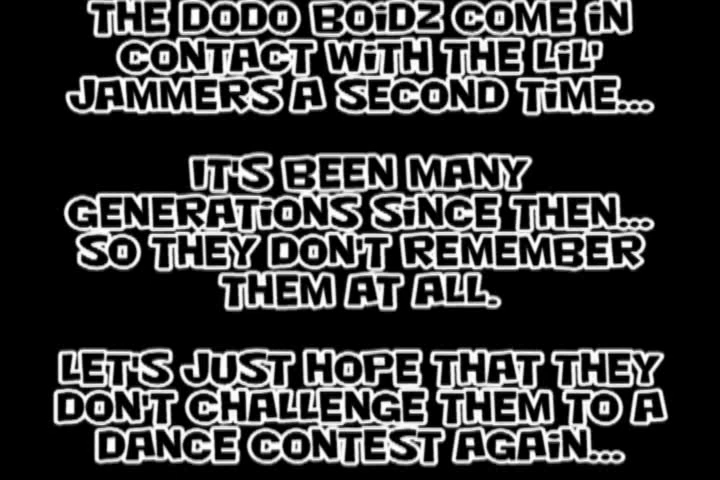 THE DODO BOiDZ COME iN
CONTACT WiTH THE LiL'
JAMMERS A SECOND TiME...
IT'S BEEN MANY
GENERATiONS SiNCE THEN...
SO THEY DON'T REMEMBER
THEM AT ALL.
LET'S JUST HOPE THAT THEY
DON'T CHALLENGE THEM TO A
DANCE CONTEST AGAiN...